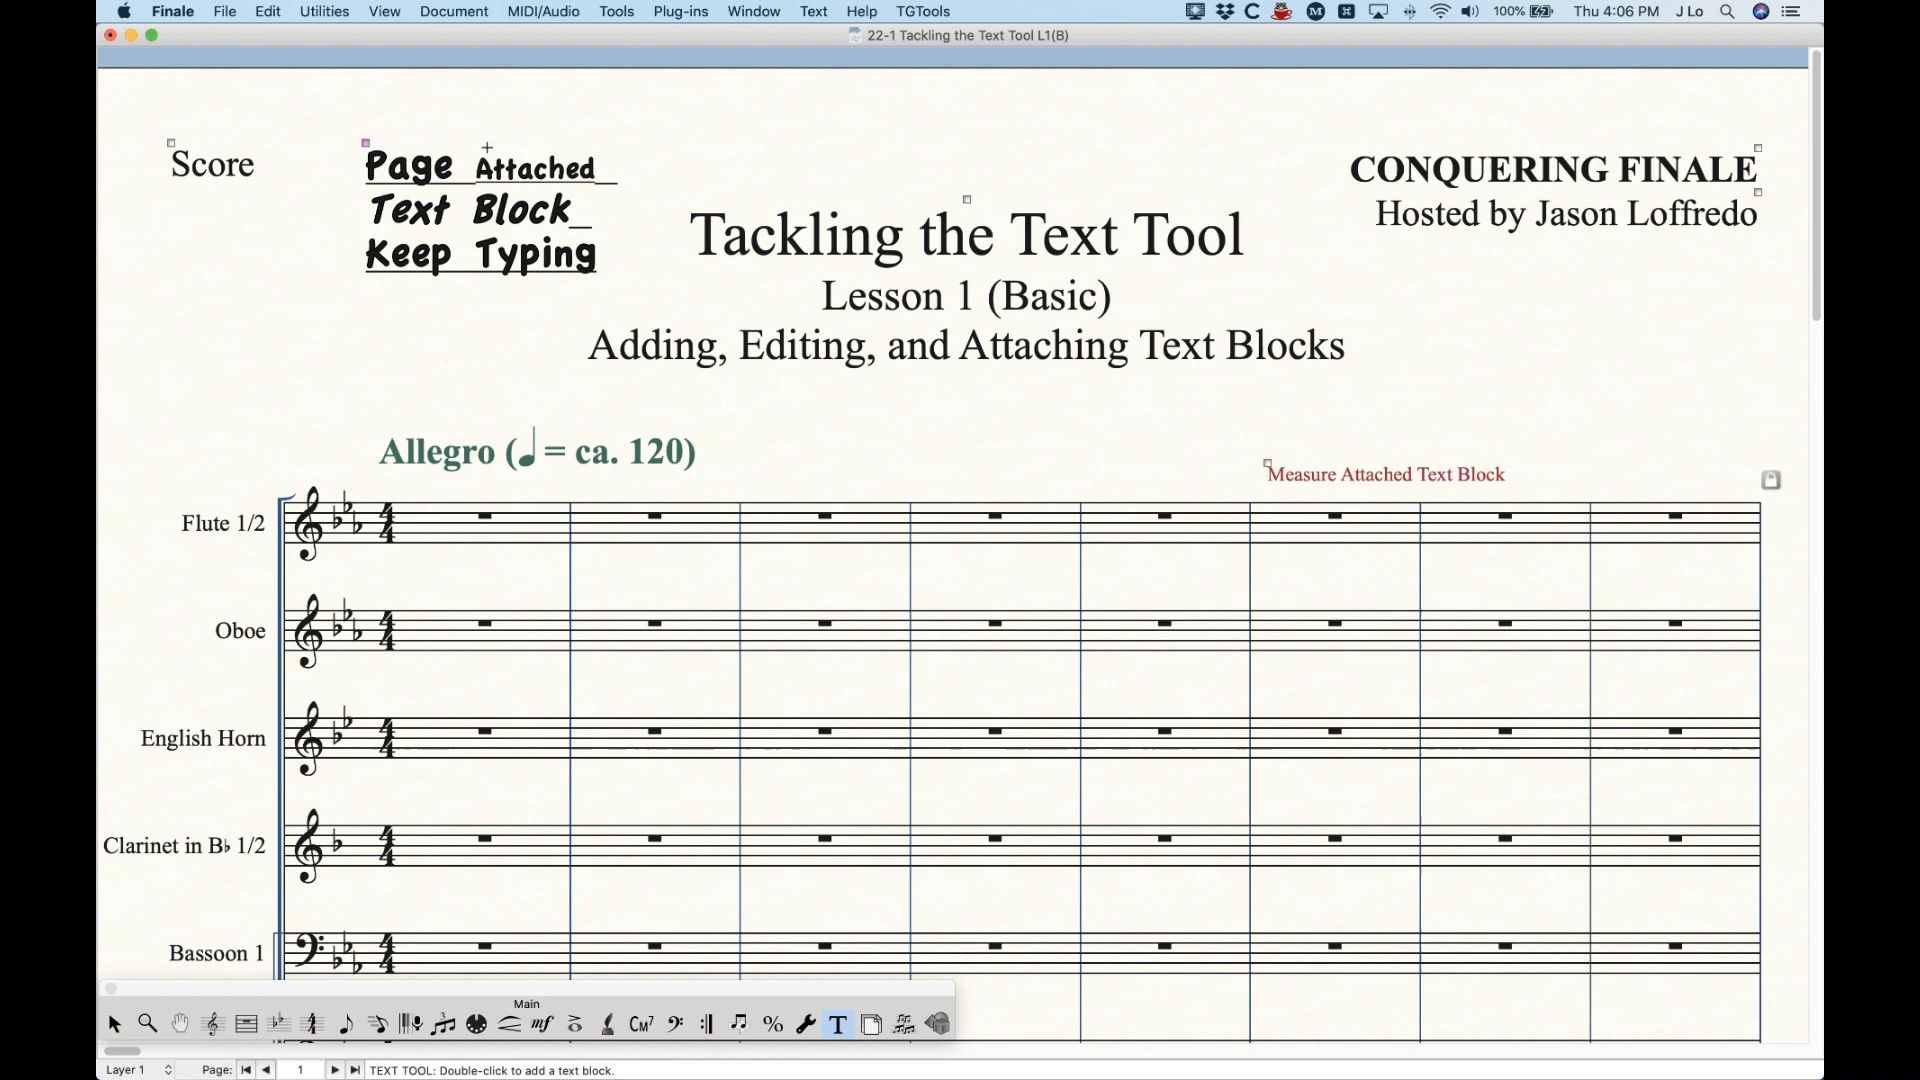 Finale File Edit Utilities View Document MIDI/Audio Tools Plug-ins Window Text Help TGTools 100% Thu 4:06 PM J Lo
22-1 Tackling the Text Tool L1(B)
Score
Page Attached
Text Block
Keep Typing
CONQUERING FINALE
Hosted by Jason Loffredo
Tackling the Text Tool
Lesson 1 (Basic)
Adding, Editing, and Attaching Text Blocks
Allegro (♩ = ca. 120)
Measure Attached Text Block
Flute 1/2
Oboe
English Horn
Clarinet in B♭ 1/2
Bassoon 1
Main
mf CM7 % T
Layer 1 Page: 1 TEXT TOOL: Double-click to add a text block.